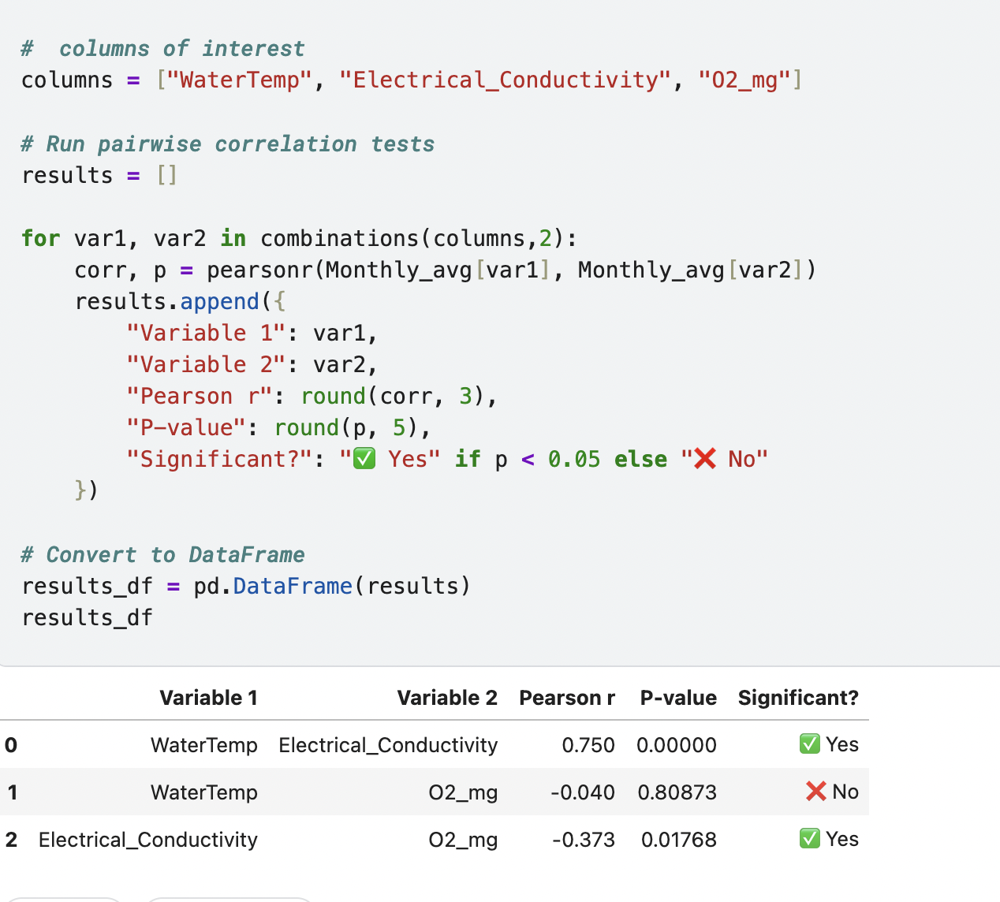 #  columns of interest
columns = ["WaterTemp", "Electrical_Conductivity", "O2_mg"]
# Run pairwise correlation tests
results = []
for var1, var2 in combinations(columns,2):
    corr, p = pearsonr(Monthly_avg[var1], Monthly_avg[var2])
    results.append({
        "Variable 1": var1,
        "Variable 2": var2,
        "Pearson r": round(corr, 3),
        "P-value": round(p, 5),
        "Significant?": "✅ Yes" if p < 0.05 else "❌ No"
    })
# Convert to DataFrame
results_df = pd.DataFrame(results)
results_df
Variable 1 Variable 2 Pearson r P-value Significant?
0 WaterTemp Electrical_Conductivity 0.750 0.00000 ✅ Yes
1 WaterTemp O2_mg -0.040 0.80873 ❌ No
2 Electrical_Conductivity O2_mg -0.373 0.01768 ✅ Yes